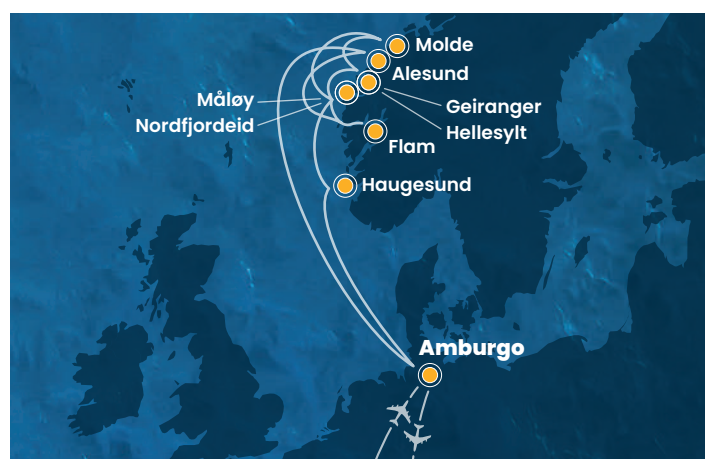 Molde
Alesund
Måløy
Geiranger
Nordfjordeid
Hellesylt
Flam
Haugesund
Amburgo